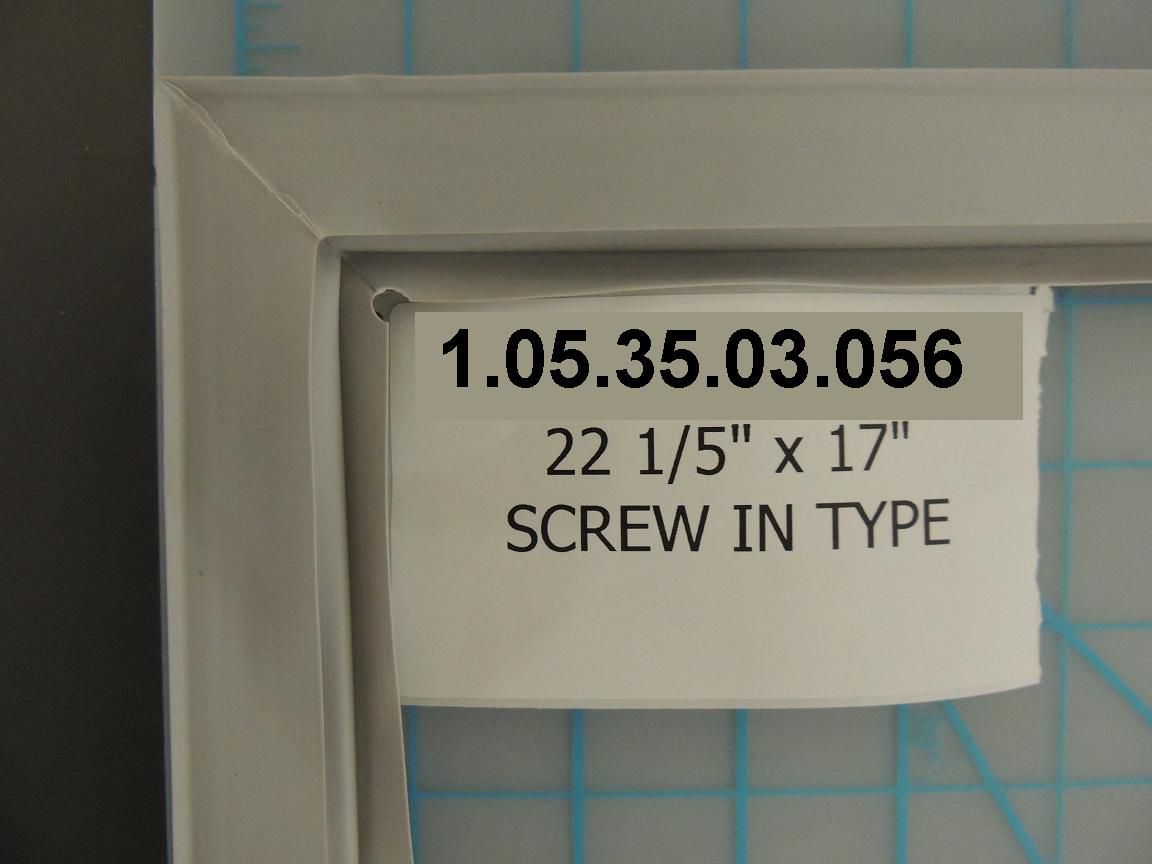 1.05.35.03.056
22 1/5" x 17"
SCREW IN TYPE